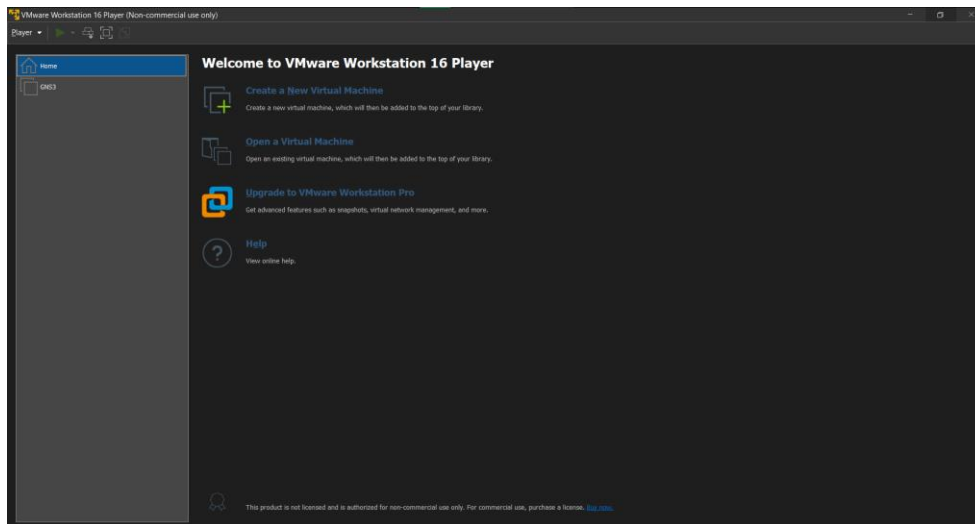 VMware Workstation 16 Player (Non-commercial use only)
Player
Home
GNS3
Welcome to VMware Workstation 16 Player
Create a New Virtual Machine
Create a new virtual machine, which will then be added to the top of your library.
Open a Virtual Machine
Open an existing virtual machine, which will then be added to the top of your library.
Upgrade to VMware Workstation Pro
Get advanced features such as snapshots, virtual network management, and more.
Help
View online help.
This product is not licensed and is authorized for non-commercial use only. For commercial use, purchase a license. Buy now.